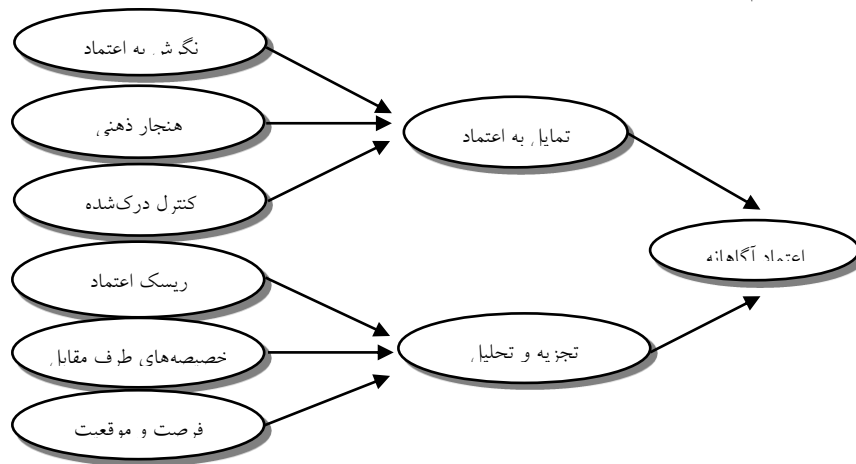 نگرش به اعتماد
هنجار ذهنی
کنترل درک‌شده
ریسک اعتماد
خصیصه‌های طرف مقابل
فرصت و موقعیت
تمایل به اعتماد
تجزیه و تحلیل
اعتماد آگاهانه